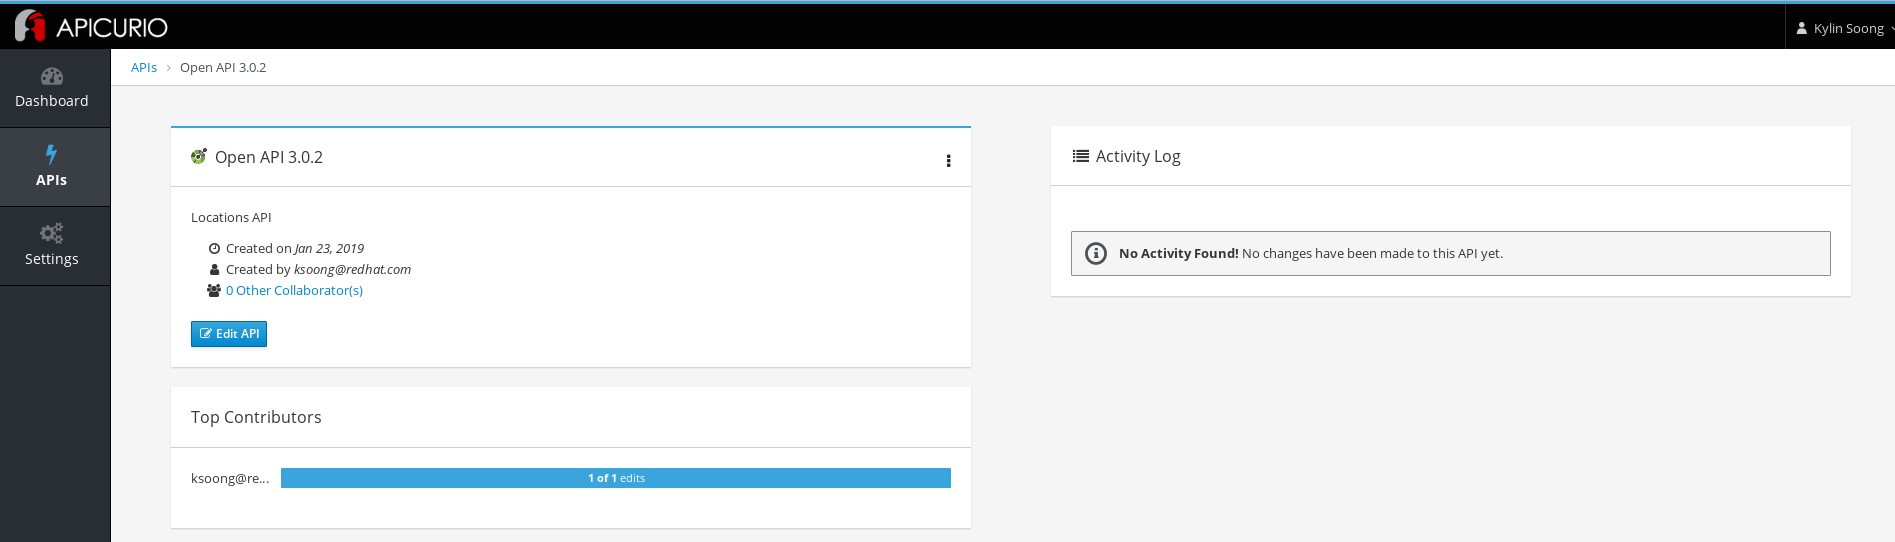 APICURIO
Kylin Soong
Dashboard
APIs
Settings
APIs > Open API 3.0.2
Open API 3.0.2
Locations API
Created on Jan 23, 2019
Created by ksoong@redhat.com
0 Other Collaborator(s)
Edit API
Top Contributors
ksoong@re... 1 of 1 edits
Activity Log
No Activity Found! No changes have been made to this API yet.